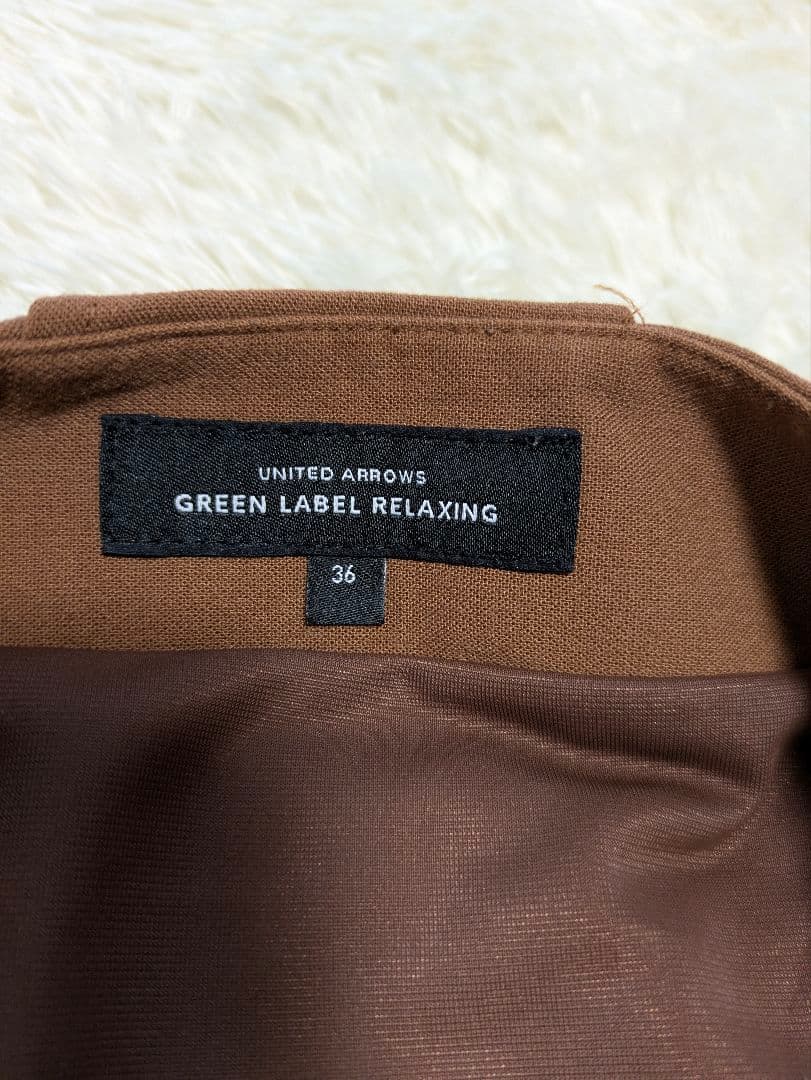 UNITED ARROWS
GREEN LABEL RELAXING
36